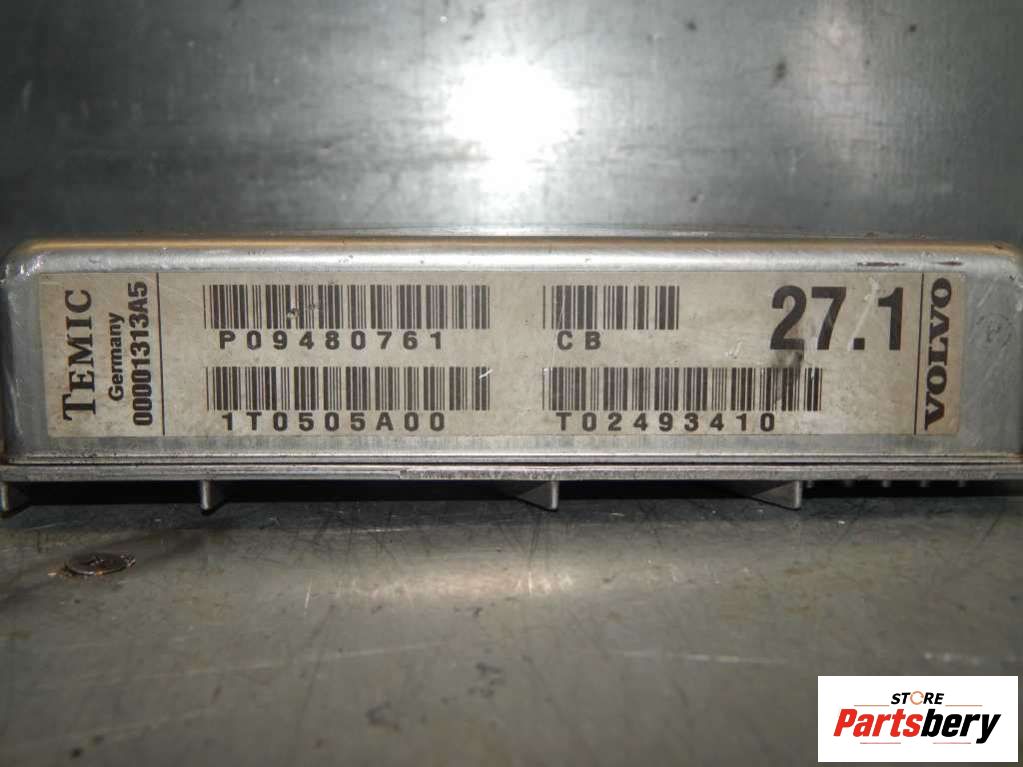 TEMIC
Germany
00001313A5
P09480761
1T0505A00
CB
T02493410
27.1
VOLVO
STORE
Partsbery